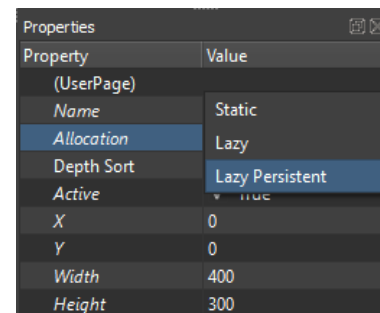 Properties
Property Value
(UserPage)
Name Static
Allocation Lazy
Depth Sort Lazy Persistent
Active True
X 0
Y 0
Width 400
Height 300